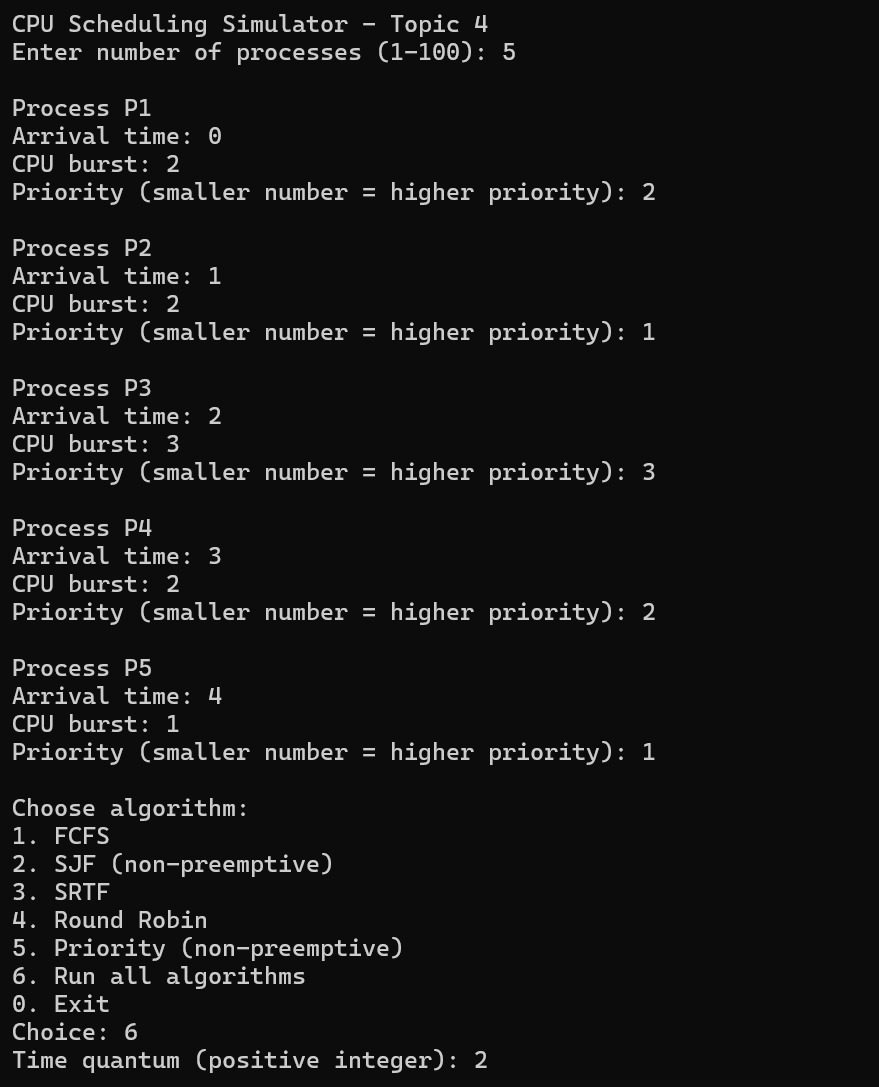 CPU Scheduling Simulator - Topic 4
Enter number of processes (1-100): 5
Process P1
Arrival time: 0
CPU burst: 2
Priority (smaller number = higher priority): 2
Process P2
Arrival time: 1
CPU burst: 2
Priority (smaller number = higher priority): 1
Process P3
Arrival time: 2
CPU burst: 3
Priority (smaller number = higher priority): 3
Process P4
Arrival time: 3
CPU burst: 2
Priority (smaller number = higher priority): 2
Process P5
Arrival time: 4
CPU burst: 1
Priority (smaller number = higher priority): 1
Choose algorithm:
1. FCFS
2. SJF (non-preemptive)
3. SRTF
4. Round Robin
5. Priority (non-preemptive)
6. Run all algorithms
0. Exit
Choice: 6
Time quantum (positive integer): 2